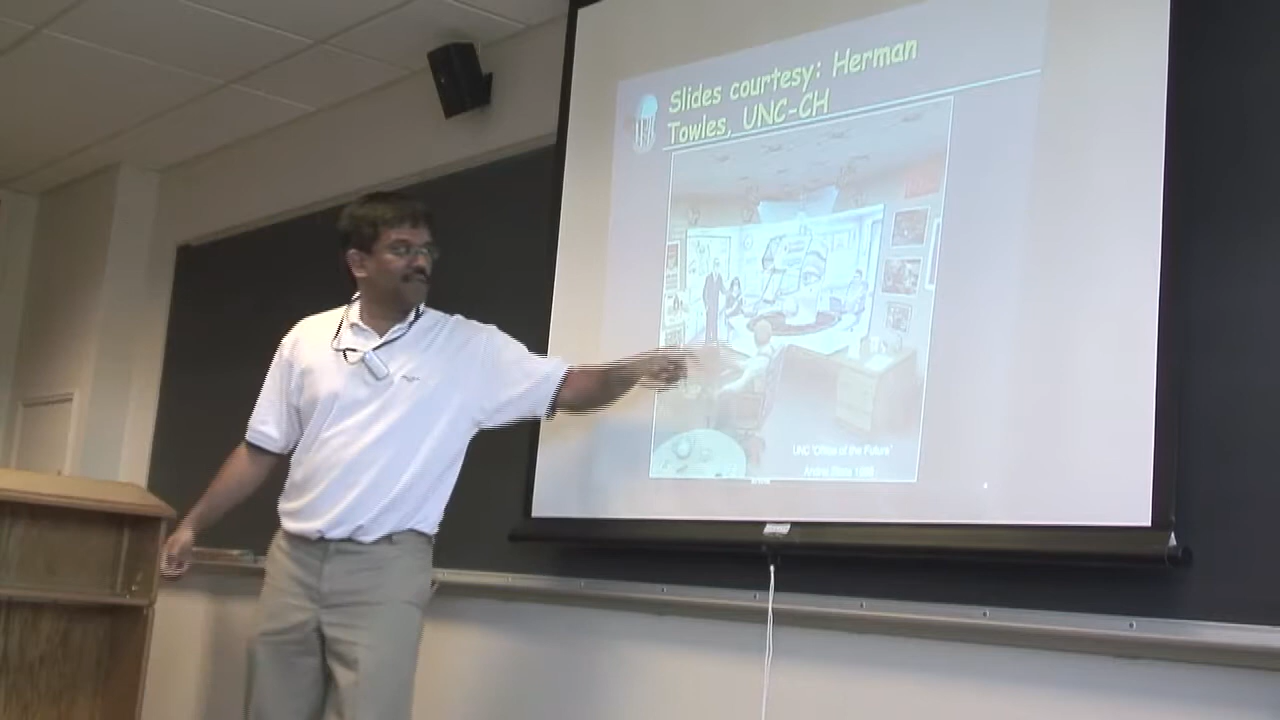 Slides courtesy: Herman
Towles, UNC-CH
UNC 'Office of the Future'